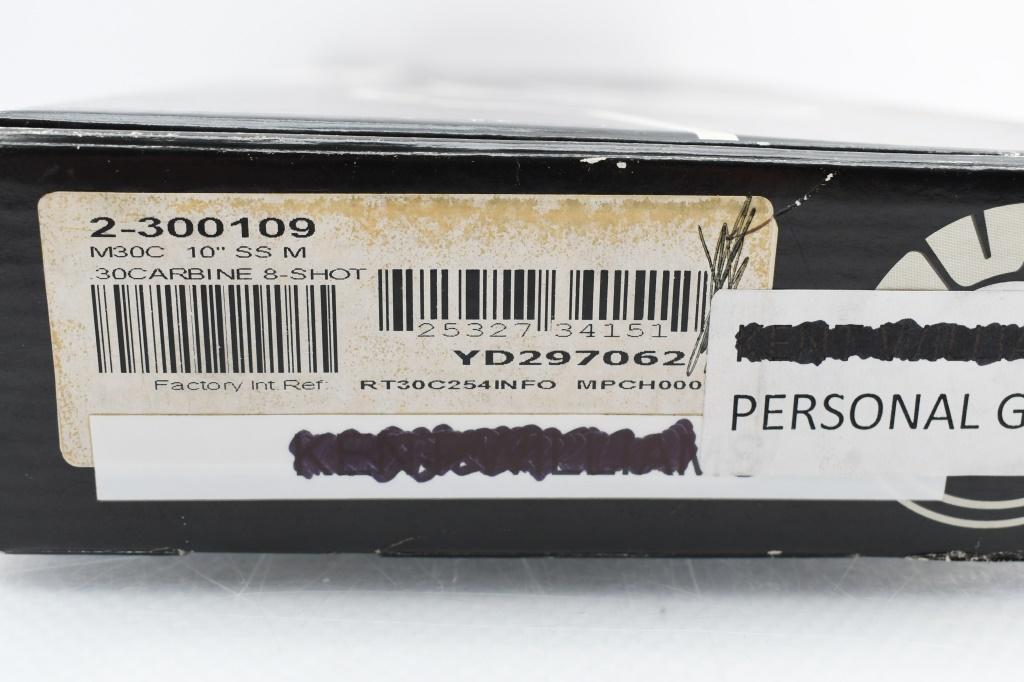 2-300109
M30C 10" SS M
.30CARBINE 8-SHOT
25327 34151
YD297062
Factory Int.Ref: RT30C254INFO MPCH000
PERSONAL G